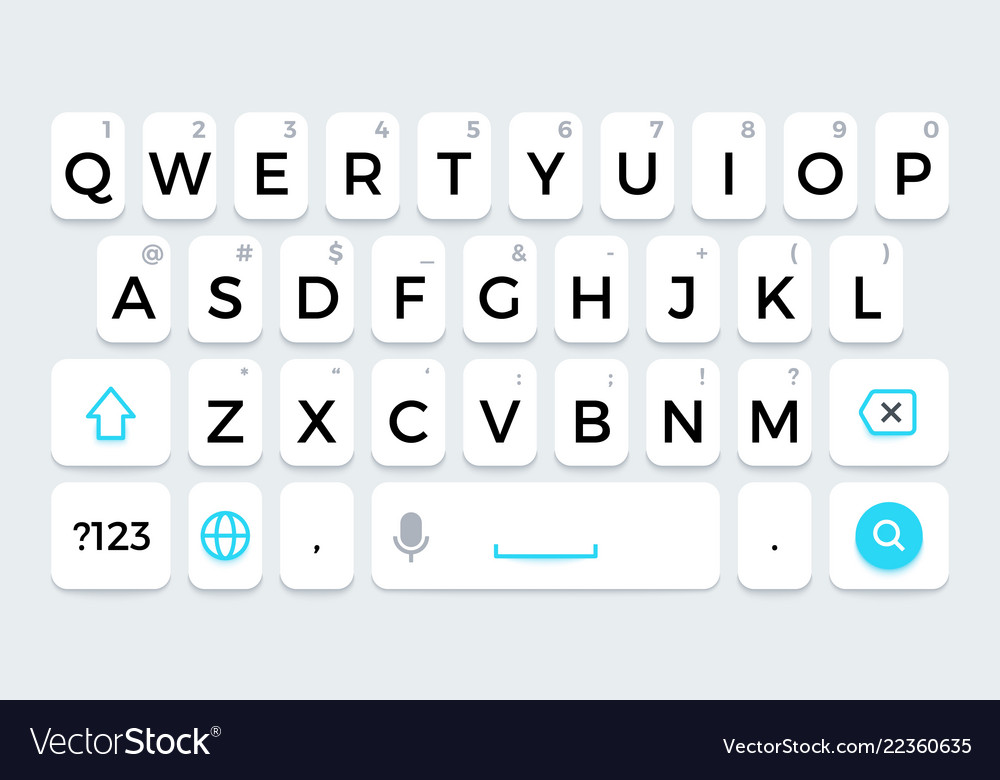 1 2 3 4 5 6 7 8 9 0
Q W E R T Y U I O P
@ # $ _ & - + ( )
A S D F G H J K L
* “ ‘ : ; ! ?
Z X C V B N M
?123 , .
VectorStock®
VectorStock.com/22360635